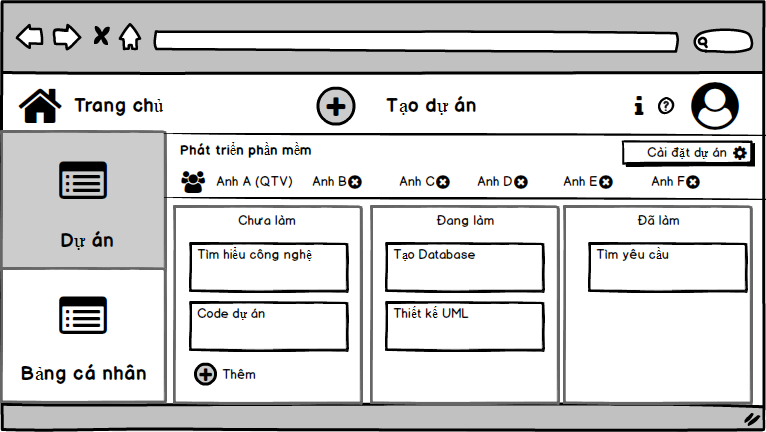 Trang chủ
Tạo dự án
Phát triển phần mềm
Cài đặt dự án
Anh A (QTV) Anh B Anh C Anh D Anh E Anh F
Dự án
Bảng cá nhân
Chưa làm
Tìm hiểu công nghệ
Code dự án
Thêm
Đang làm
Tạo Database
Thiết kế UML
Đã làm
Tìm yêu cầu